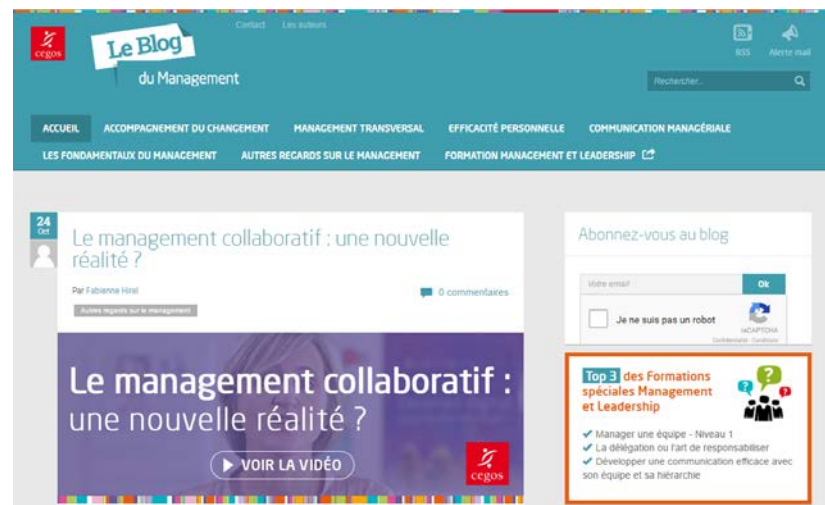 cegos
Le Blog
du Management
Contact Les auteurs
RSS Alerte mail
Rechercher...
ACCUEIL ACCOMPAGNEMENT DU CHANGEMENT MANAGEMENT TRANSVERSAL EFFICACITÉ PERSONNELLE COMMUNICATION MANAGÉRIALE
LES FONDAMENTAUX DU MANAGEMENT AUTRES REGARDS SUR LE MANAGEMENT FORMATION MANAGEMENT ET LEADERSHIP
24
Oct
Le management collaboratif : une nouvelle
réalité ?
Par Fabienne Hirel
0 commentaires
Autres regards sur le management
Le management collaboratif :
une nouvelle réalité ?
VOIR LA VIDÉO
cegos
Abonnez-vous au blog
Votre email Ok
Je ne suis pas un robot
reCAPTCHA
Confidentialité - Conditions
Top 3 des Formations
spéciales Management
et Leadership
Manager une équipe - Niveau 1
La délégation ou l'art de responsabiliser
Développer une communication efficace avec
son équipe et sa hiérarchie